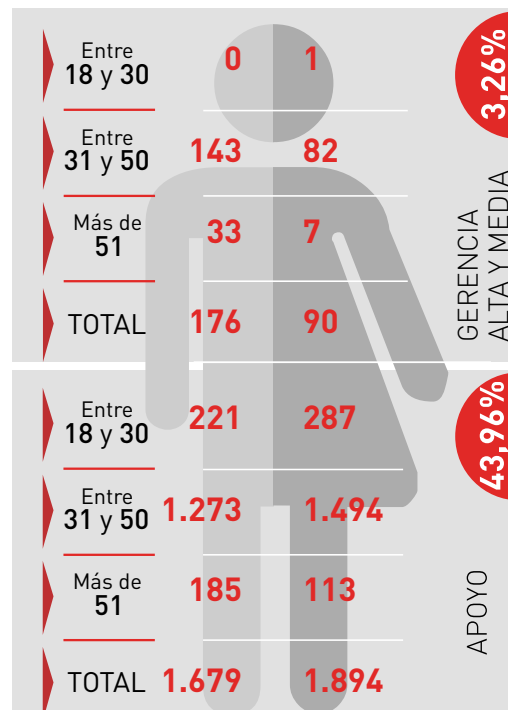 Entre
18 y 30
0
1
3,26%
Entre
31 y 50
143
82
Más de
51
33
7
TOTAL
176
90
GERENCIA
ALTA Y MEDIA
Entre
18 y 30
221
287
43,96%
Entre
31 y 50
1.273
1.494
Más de
51
185
113
TOTAL
1.679
1.894
APOYO